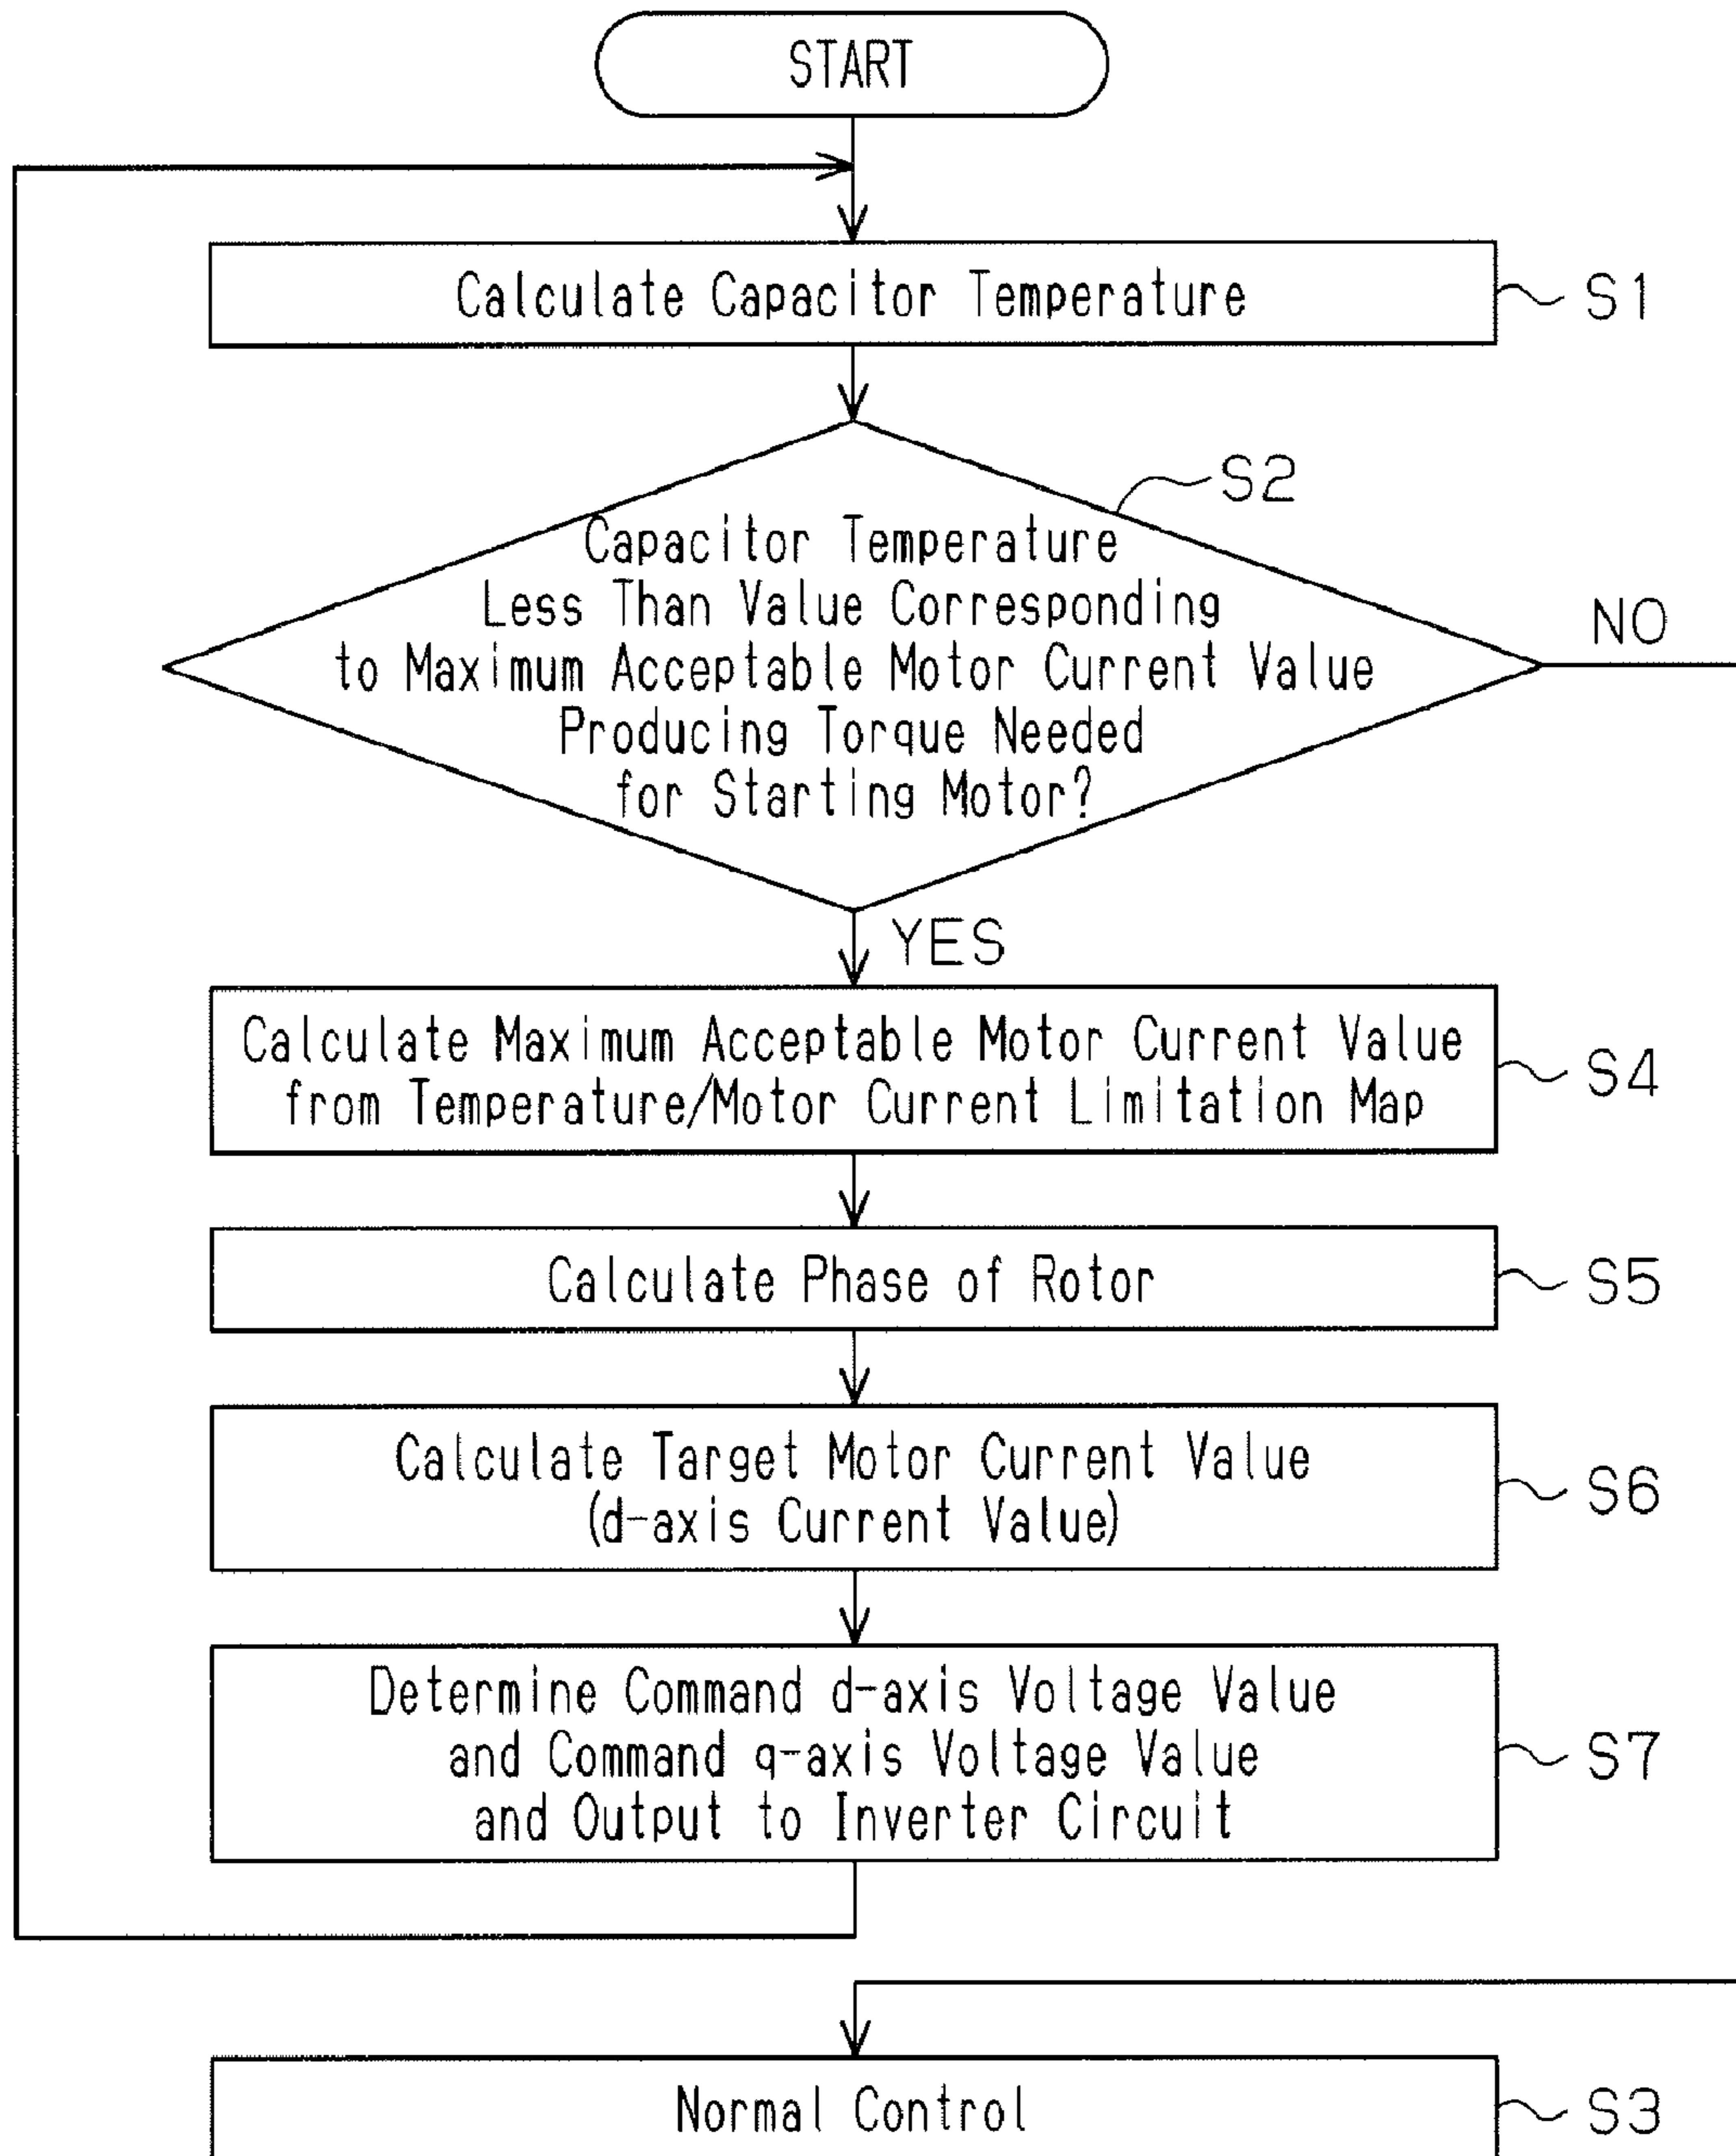 START
Calculate Capacitor Temperature
S1
S2
Capacitor Temperature
Less Than Value Corresponding
to Maximum Acceptable Motor Current Value
Producing Torque Needed
for Starting Motor?
NO
YES
Calculate Maximum Acceptable Motor Current Value
from Temperature/Motor Current Limitation Map
S4
Calculate Phase of Rotor
S5
Calculate Target Motor Current Value
(d-axis Current Value)
S6
Determine Command d-axis Voltage Value
and Command q-axis Voltage Value
and Output to Inverter Circuit
S7
Normal Control
S3